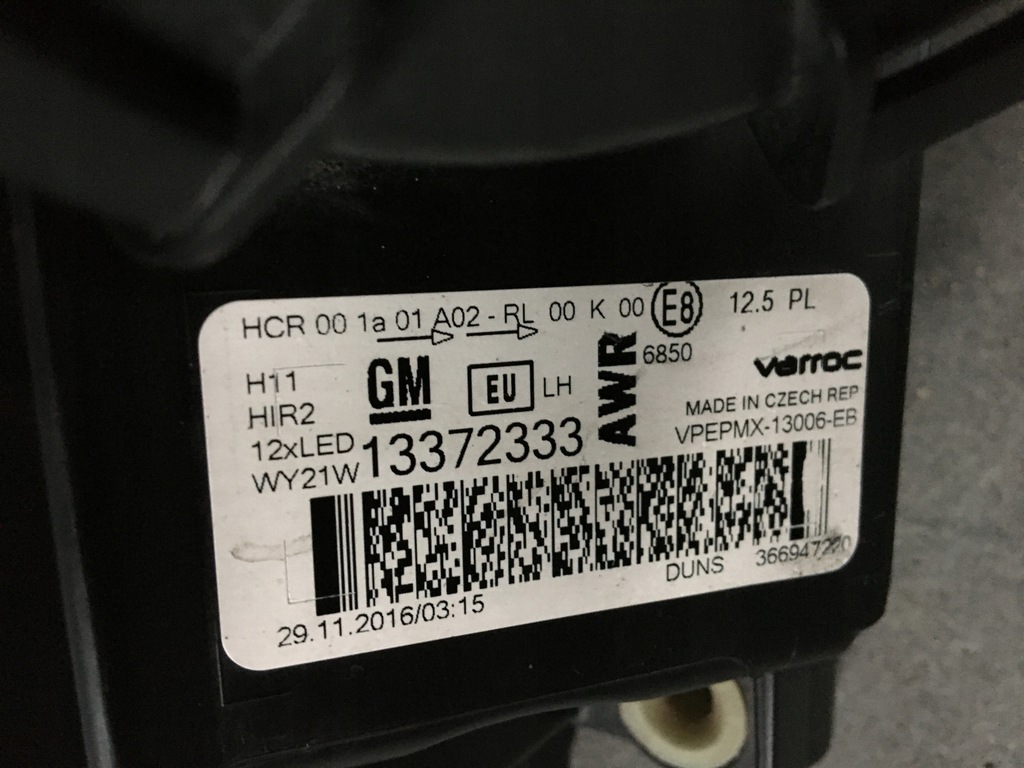 HCR 00 1a 01 A02 - RL 00 K 00 E8 12.5 PL
6850
H11
HIR2
12xLED
WY21W
GM
EU LH
13372333
AWR
varroc
MADE IN CZECH REP
VPEPMX-13006-EB
DUNS 366947220
29.11.2016/03:15